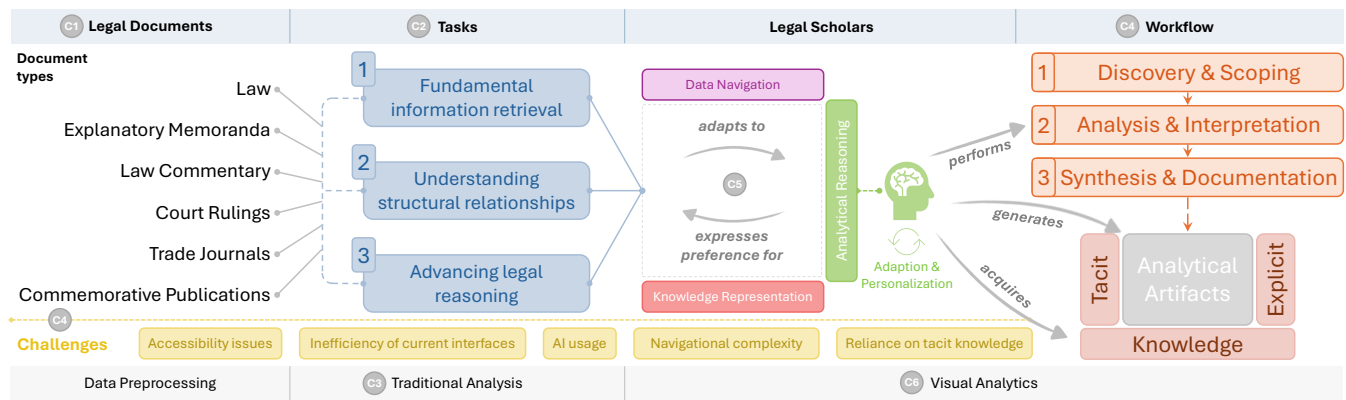 C1 Legal Documents
C2 Tasks
Legal Scholars
C4 Workflow
Document
types
Law
Explanatory Memoranda
Law Commentary
Court Rulings
Trade Journals
Commemorative Publications
1
Fundamental
information retrieval
2
Understanding
structural relationships
3
Advancing legal
reasoning
Data Navigation
adapts to
C5
expresses
preference for
Knowledge Representation
Analytical Reasoning
Adaption &
Personalization
performs
generates
acquires
1 Discovery & Scoping
2 Analysis & Interpretation
3 Synthesis & Documentation
Tacit
Analytical
Artifacts
Explicit
Knowledge
C4
Challenges
Accessibility issues
Inefficiency of current interfaces
AI usage
Navigational complexity
Reliance on tacit knowledge
Data Preprocessing
C3 Traditional Analysis
C6 Visual Analytics